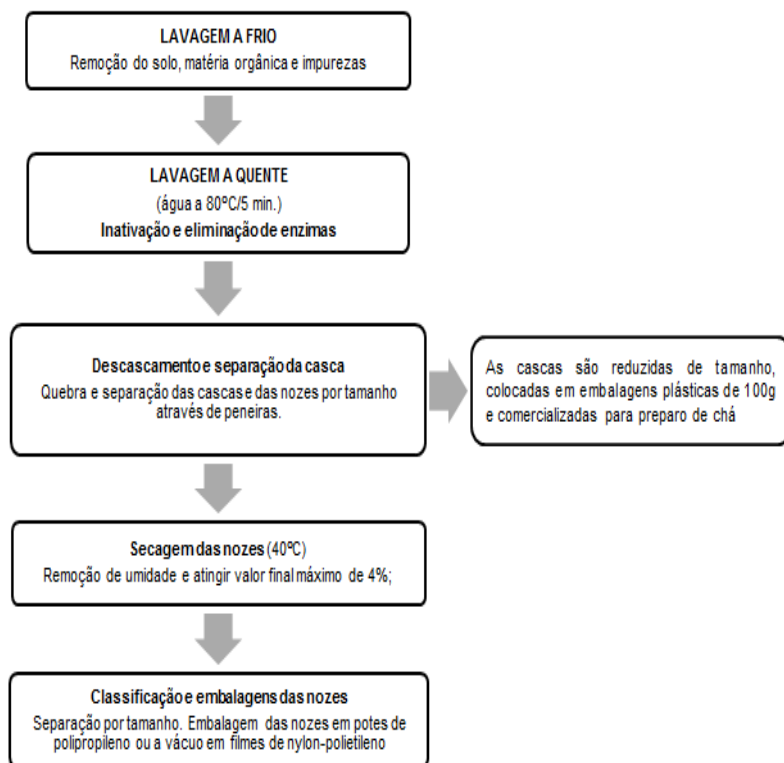 LAVAGEM A FRIO
Remoção do solo, matéria orgânica e impurezas
LAVAGEM A QUENTE
(água a 80ºC/5 min.)
Inativação e eliminação de enzimas
Descascamento e separação da casca
Quebra e separação das cascas e das nozes por tamanho
através de peneiras.
As cascas são reduzidas de tamanho,
colocadas em embalagens plásticas de 100g
e comercializadas para preparo de chá
Secagem das nozes (40ºC)
Remoção de umidade e atingir valor final máximo de 4%;
Classificação e embalagens das nozes
Separação por tamanho. Embalagem das nozes em potes de
polipropileno ou a vácuo em filmes de nylon-polietileno